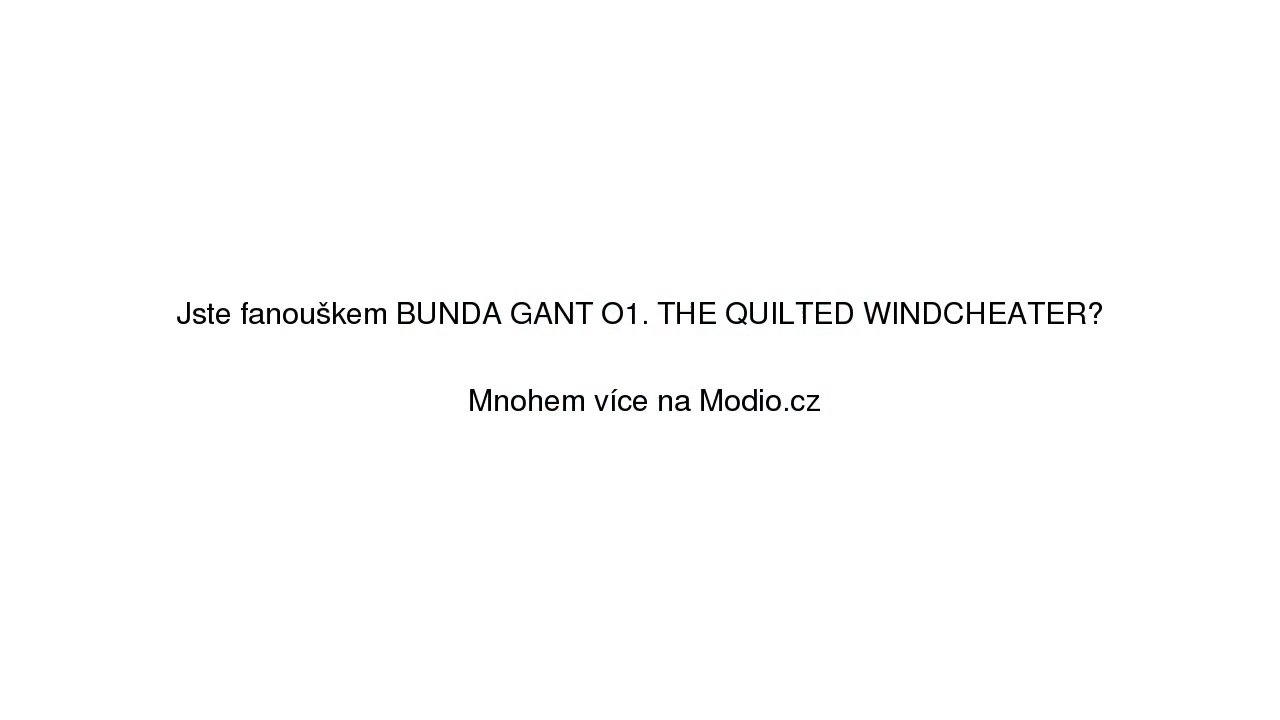 Jste fanouškem BUNDA GANT O1. THE QUILTED WINDCHEATER?
Mnohem více na Modio.cz